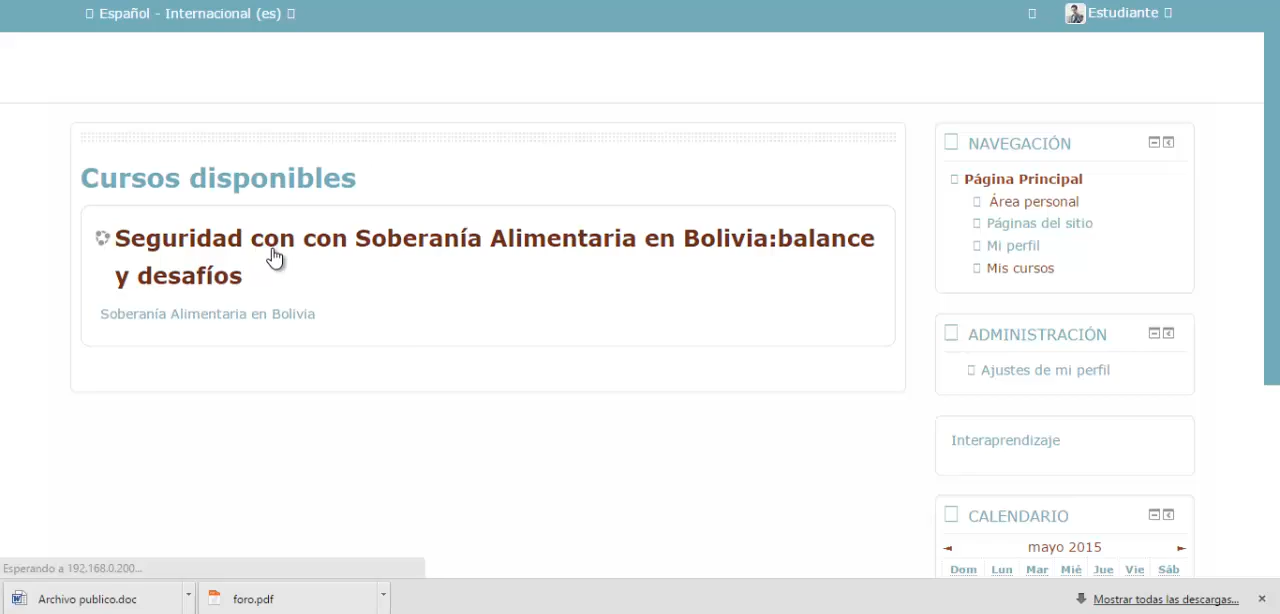 Español - Internacional (es)
Estudiante
Cursos disponibles
Seguridad con con Soberanía Alimentaria en Bolivia:balance
y desafíos
Soberanía Alimentaria en Bolivia
NAVEGACIÓN
Página Principal
Área personal
Páginas del sitio
Mi perfil
Mis cursos
ADMINISTRACIÓN
Ajustes de mi perfil
Interaprendizaje
CALENDARIO
◄ mayo 2015 ►
Dom Lun Mar Mié Jue Vie Sáb
Esperando a 192.168.0.200...
Archivo publico.doc
foro.pdf
Mostrar todas las descargas...